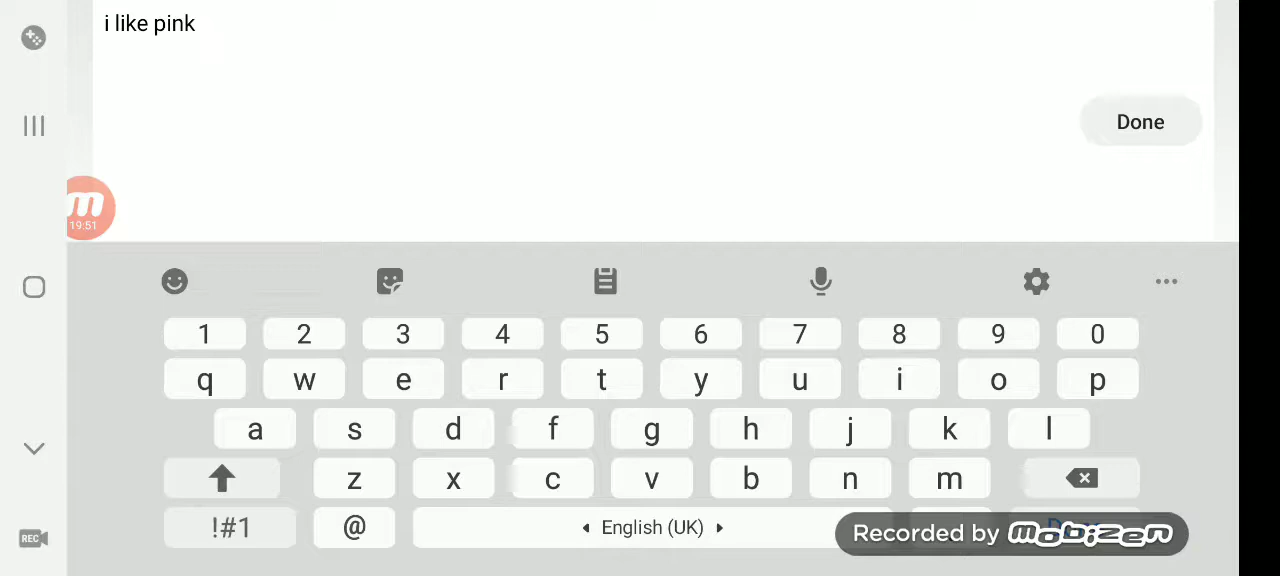 i like pink
Done
m
19:51
1 2 3 4 5 6 7 8 9 0
q w e r t y u i o p
a s d f g h j k l
z x c v b n m
!#1 @ English (UK)
Recorded by mobizen
REC